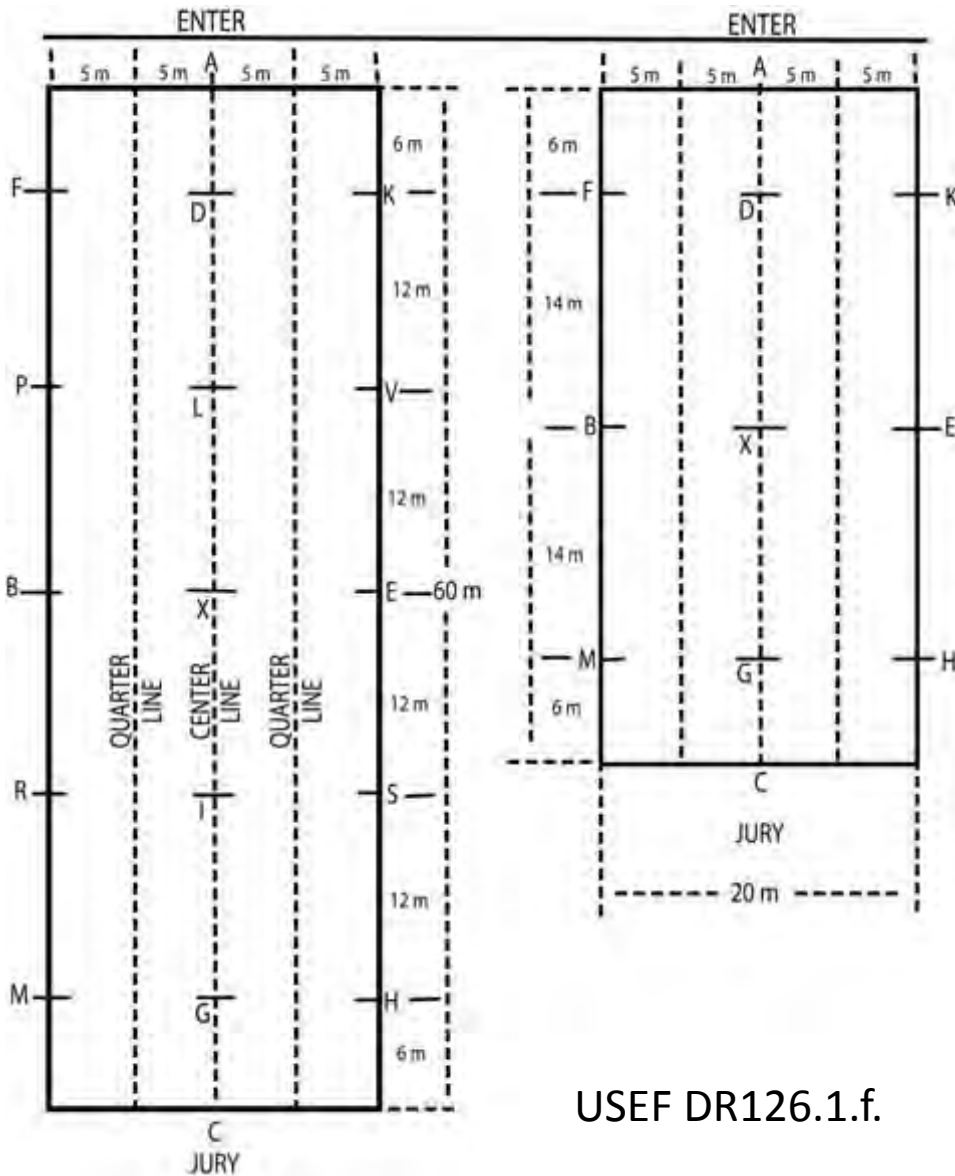 ENTER
ENTER
5 m 5 m A 5 m 5 m
5 m 5 m A 5 m 5 m
6 m
6 m
F D K
F D K
12 m
14 m
P L V
B X E
12 m
B X E 60 m
14 m
M G H
QUARTER LINE
CENTER LINE
QUARTER LINE
12 m
6 m
C
R I S
JURY
12 m
20 m
M G H
6 m
C
JURY
USEF DR126.1.f.